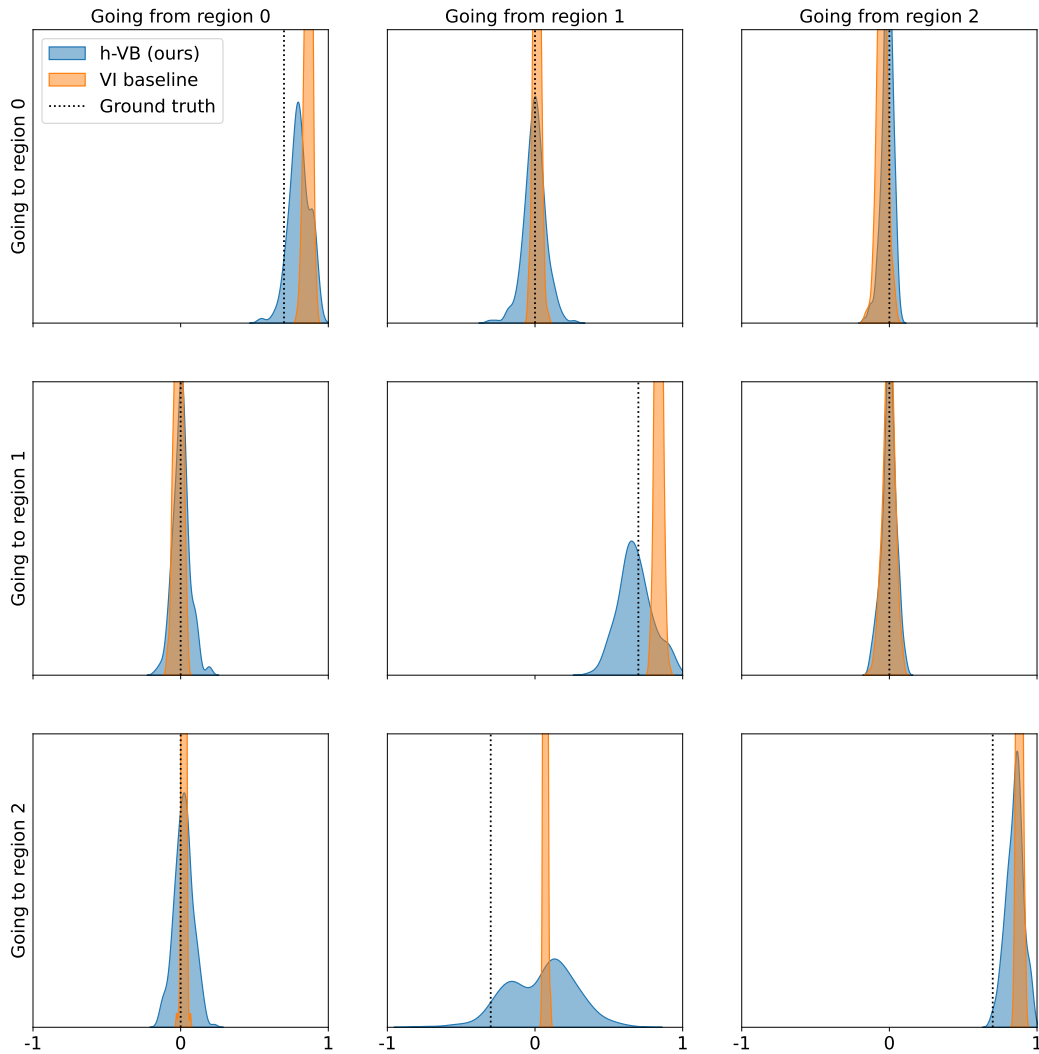 Going from region 0
Going from region 1
Going from region 2
Going to region 0
h-VB (ours)
VI baseline
Ground truth
-1
0
1
-1
0
1
-1
0
1
Going to region 1
Going to region 2